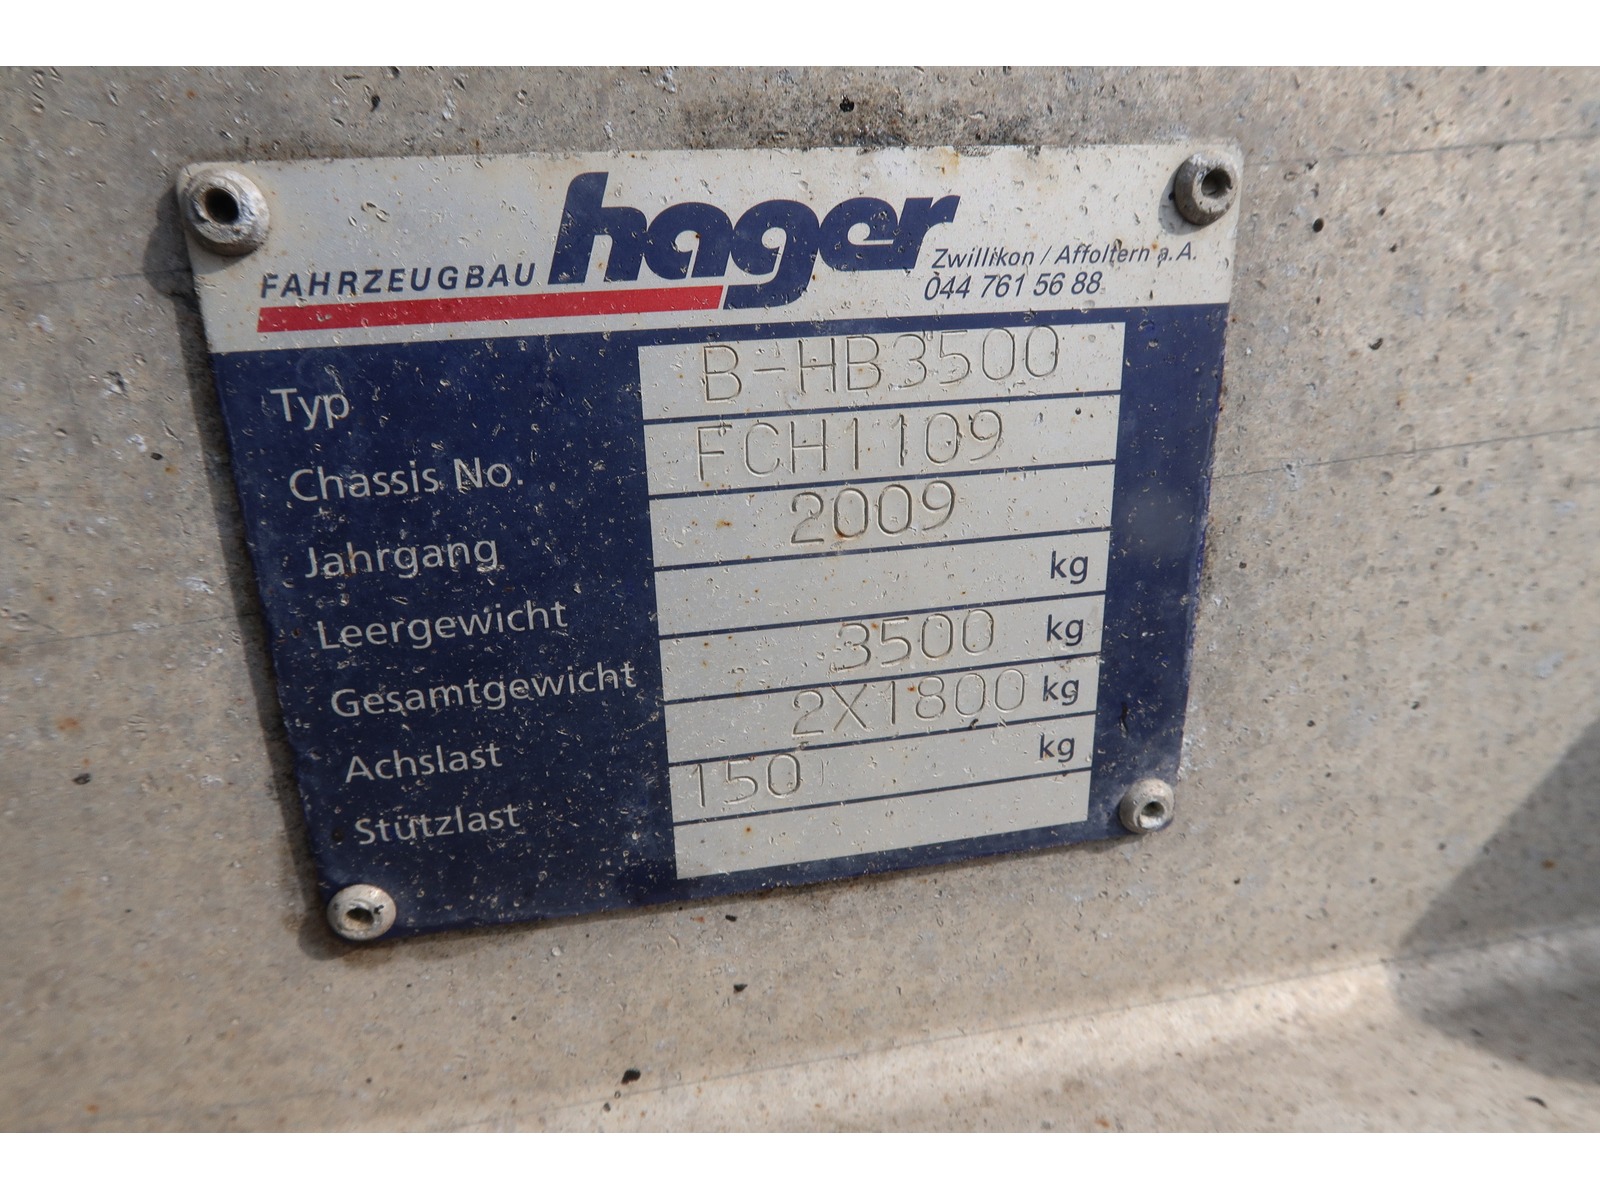 FAHRZEUGBAU hager Zwillikon / Affoltern a.A.
044 761 56 88
Typ B-HB3500
Chassis No. FCH1109
Jahrgang 2009
Leergewicht kg
Gesamtgewicht 3500 kg
Achslast 2X1800 kg
Stützlast 150 kg